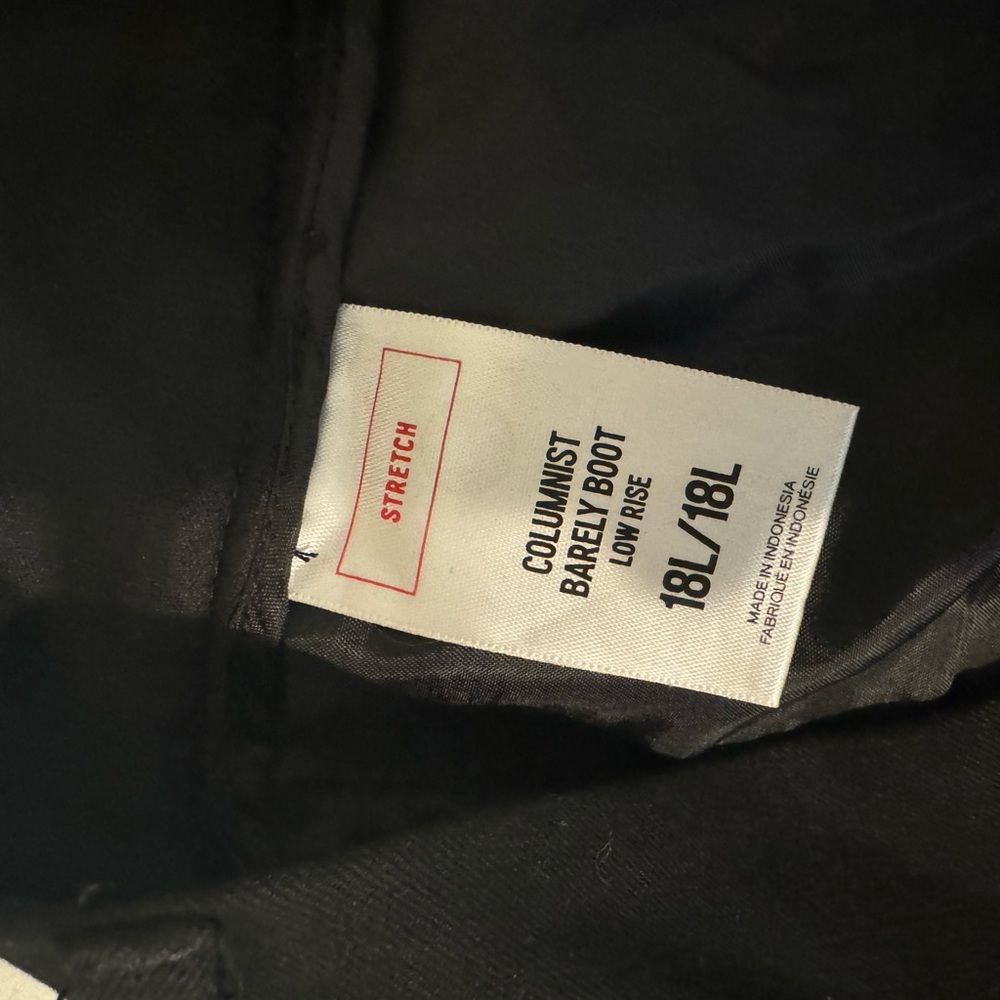 STRETCH
COLUMNIST
BARELY BOOT
LOW RISE
18L/18L
MADE IN INDONESIA
FABRIQUÉ EN INDONÉSIE